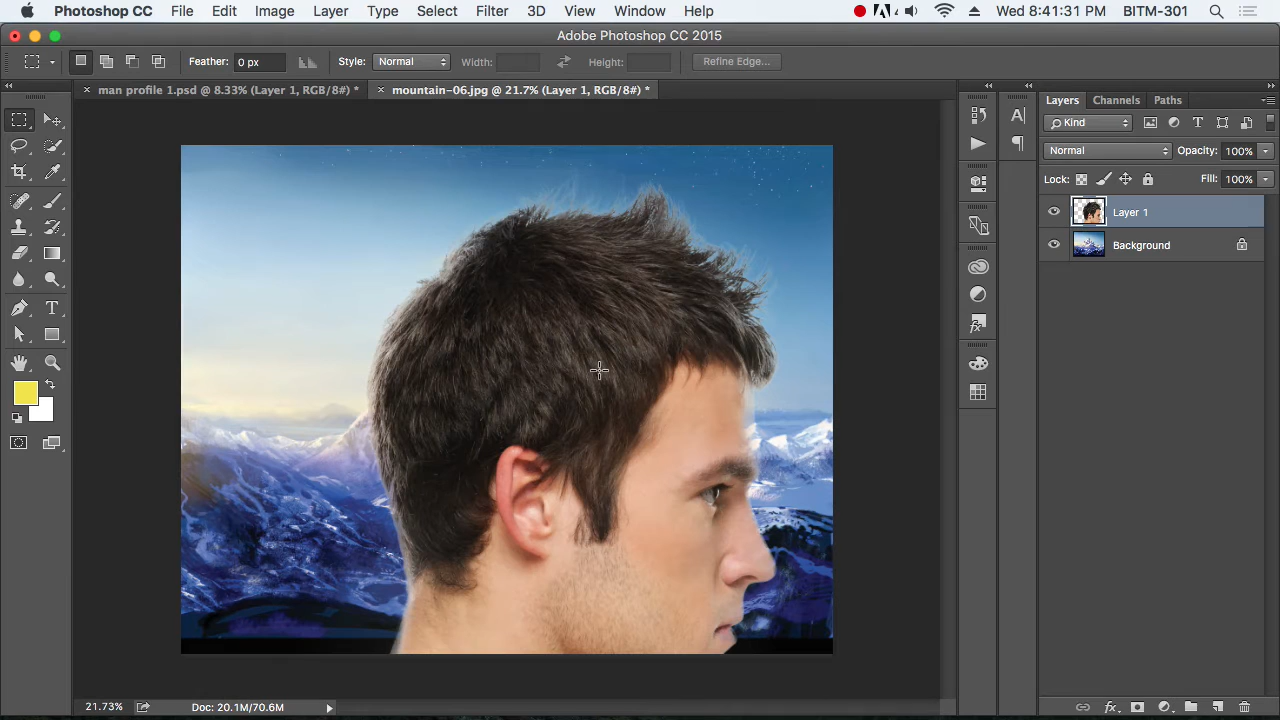 Photoshop CC File Edit Image Layer Type Select Filter 3D View Window Help Wed 8:41:31 PM BITM-301
Adobe Photoshop CC 2015
Feather: 0 px Style: Normal Width: Height: Refine Edge...
man profile 1.psd @ 8.33% (Layer 1, RGB/8#) * mountain-06.jpg @ 21.7% (Layer 1, RGB/8#) *
Layers Channels Paths
Kind
Normal Opacity: 100%
Lock: Fill: 100%
Layer 1
Background
21.73% Doc: 20.1M/70.6M